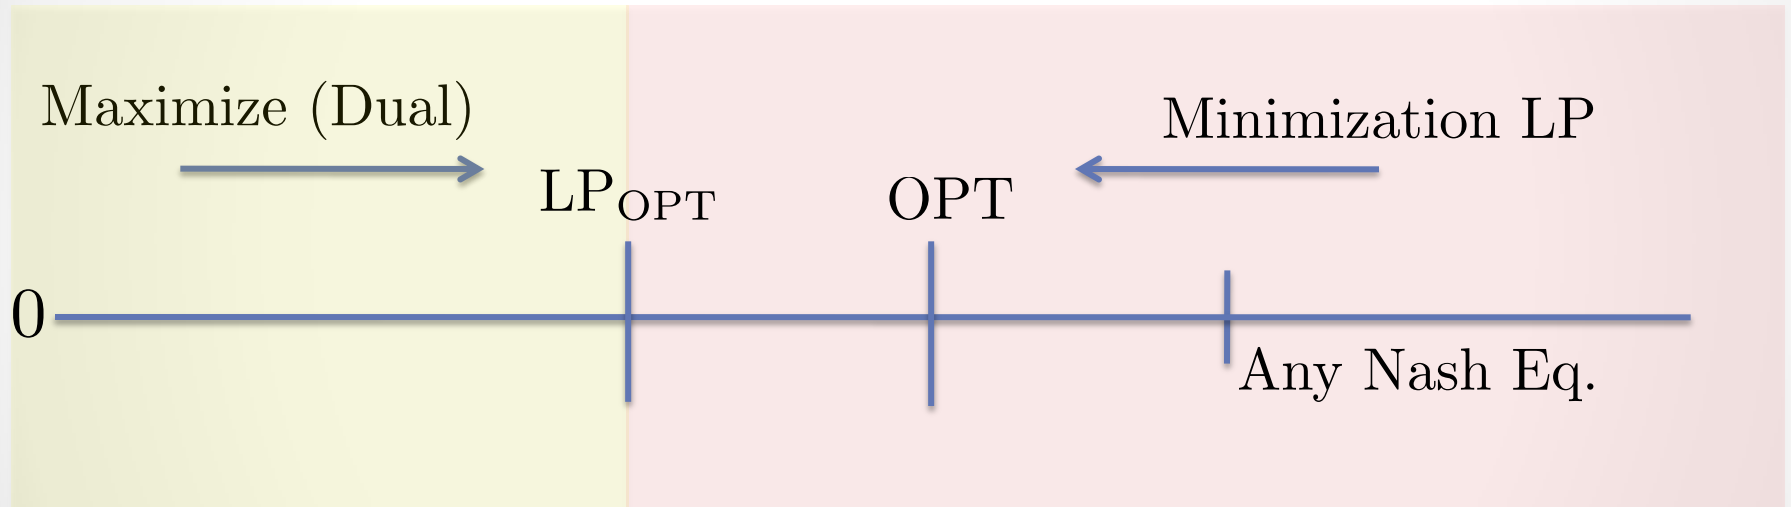 Maximize (Dual)
Minimization LP
LP_OPT
OPT
0
Any Nash Eq.